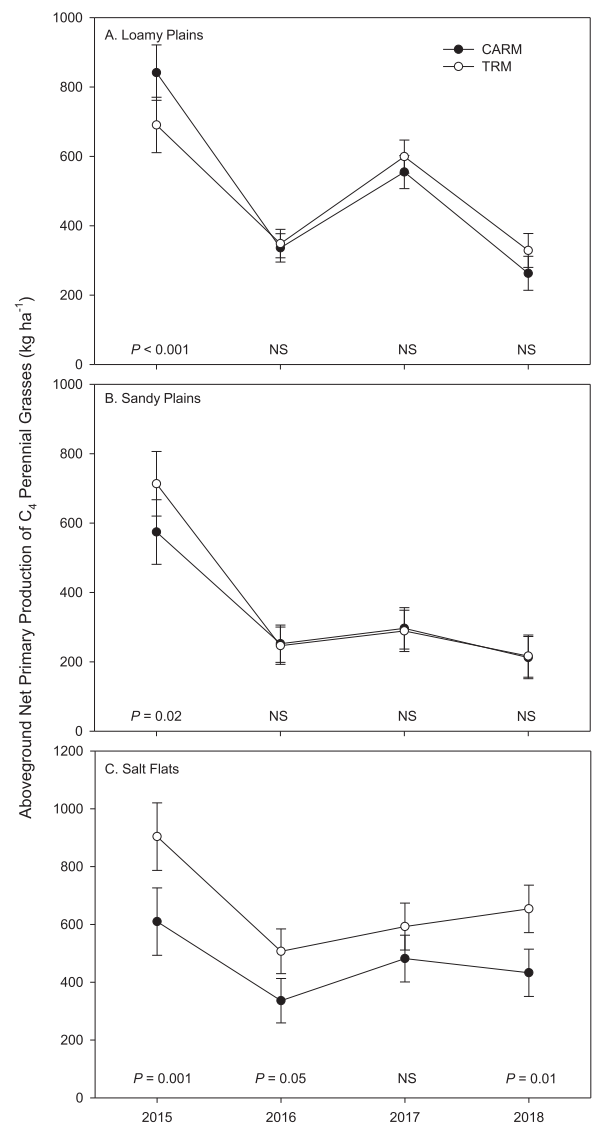 Aboveground Net Primary Production of C4 Perennial Grasses (kg ha-1)
A. Loamy Plains
CARM
TRM
1000
800
600
400
200
0
P < 0.001 NS NS NS
B. Sandy Plains
1000
800
600
400
200
0
P = 0.02 NS NS NS
C. Salt Flats
1200
1000
800
600
400
200
0
P = 0.001 P = 0.05 NS P = 0.01
2015 2016 2017 2018